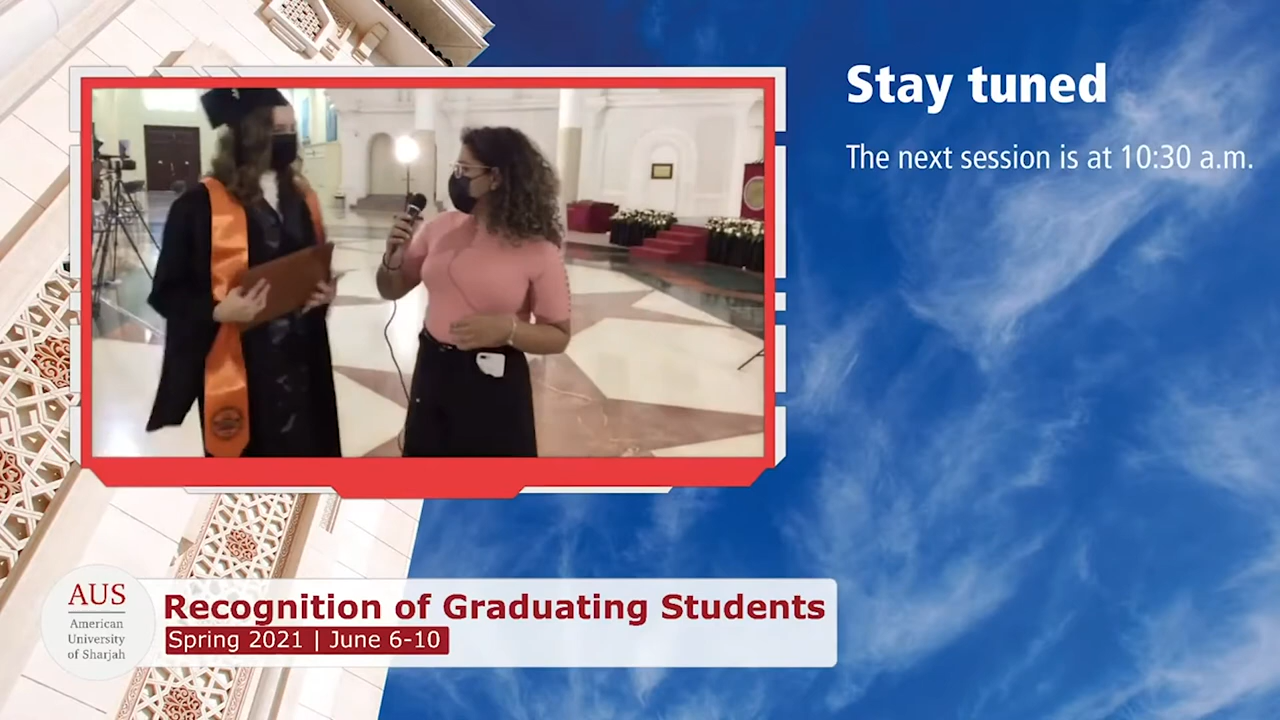 Stay tuned
The next session is at 10:30 a.m.
AUS
American
University
of Sharjah
Recognition of Graduating Students
Spring 2021 | June 6-10